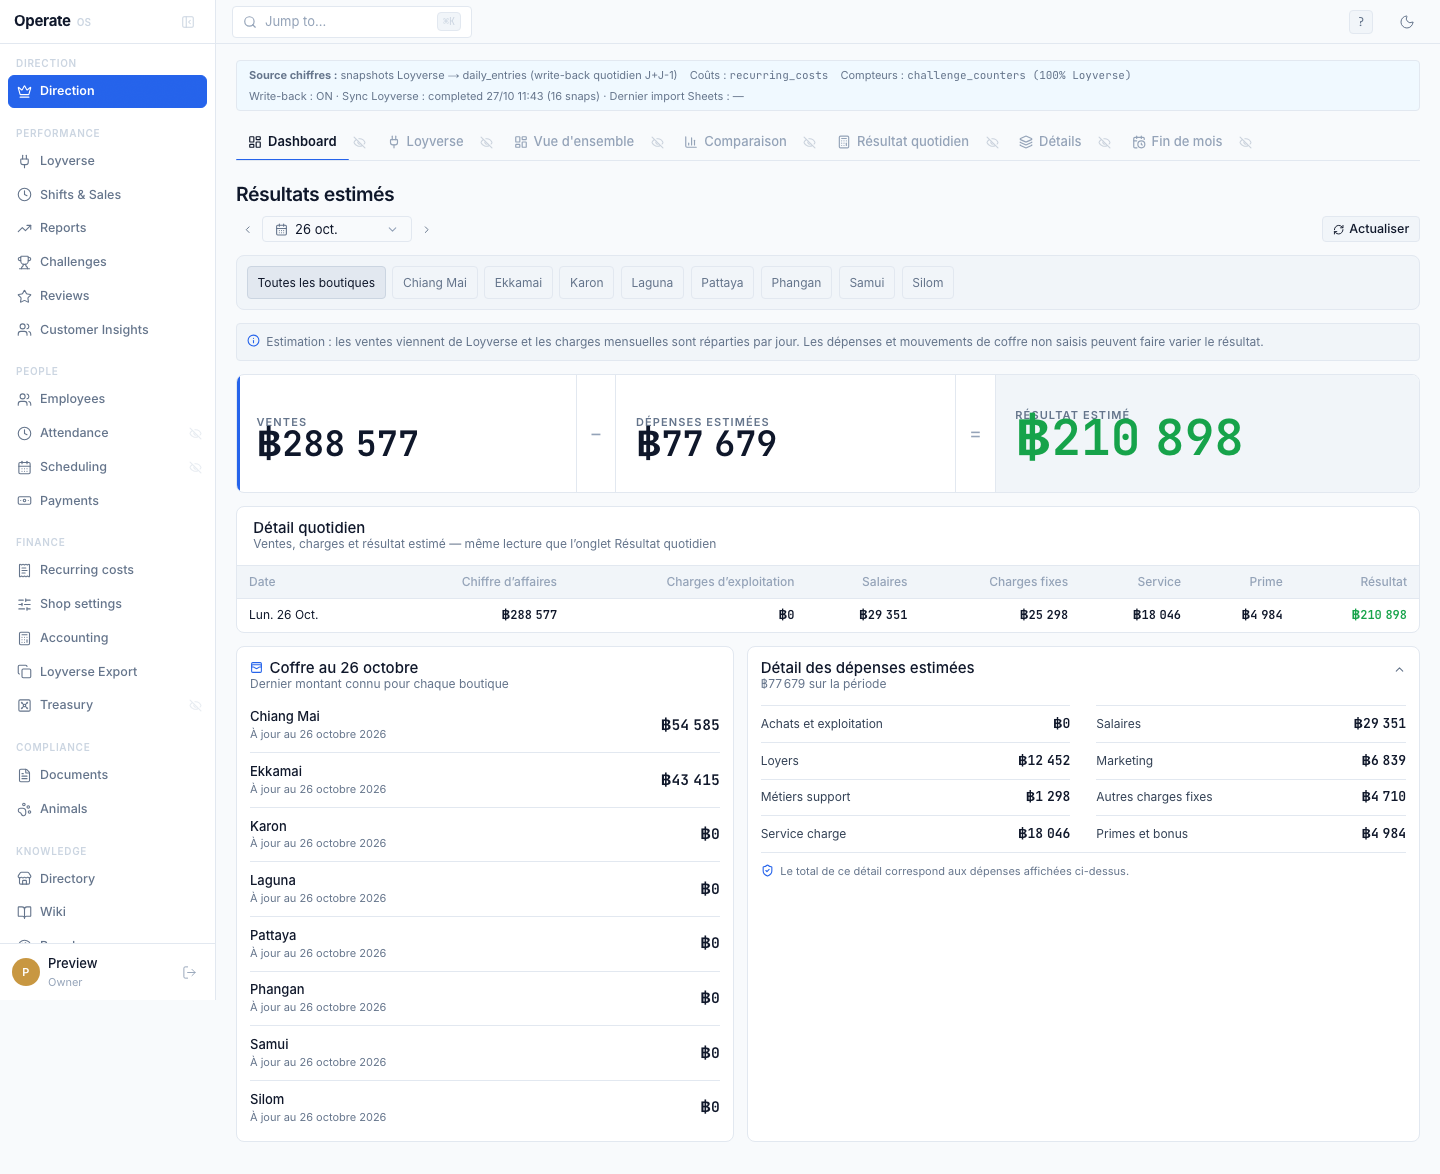 Operate OS
Jump to...
⌘K
?
DIRECTION
Direction
PERFORMANCE
Loyverse
Shifts & Sales
Reports
Challenges
Reviews
Customer Insights
PEOPLE
Employees
Attendance
Scheduling
Payments
FINANCE
Recurring costs
Shop settings
Accounting
Loyverse Export
Treasury
COMPLIANCE
Documents
Animals
KNOWLEDGE
Directory
Wiki
P
Preview
Owner
Source chiffres : snapshots Loyverse → daily_entries (write-back quotidien J+J-1) Coûts : recurring_costs Compteurs : challenge_counters (100% Loyverse)
Write-back : ON · Sync Loyverse : completed 27/10 11:43 (16 snaps) · Dernier import Sheets : —
Dashboard Loyverse Vue d'ensemble Comparaison Résultat quotidien Détails Fin de mois
Résultats estimés
26 oct.
Actualiser
Toutes les boutiques Chiang Mai Ekkamai Karon Laguna Pattaya Phangan Samui Silom
Estimation : les ventes viennent de Loyverse et les charges mensuelles sont réparties par jour. Les dépenses et mouvements de coffre non saisis peuvent faire varier le résultat.
VENTES
฿288 577
−
DÉPENSES ESTIMÉES
฿77 679
=
RÉSULTAT ESTIMÉ
฿210 898
Détail quotidien
Ventes, charges et résultat estimé — même lecture que l’onglet Résultat quotidien
Date Chiffre d’affaires Charges d’exploitation Salaires Charges fixes Service Prime Résultat
Lun. 26 Oct. ฿288 577 ฿0 ฿29 351 ฿25 298 ฿18 046 ฿4 984 ฿210 898
Coffre au 26 octobre
Dernier montant connu pour chaque boutique
Chiang Mai
À jour au 26 octobre 2026
฿54 585
Ekkamai
À jour au 26 octobre 2026
฿43 415
Karon
À jour au 26 octobre 2026
฿0
Laguna
À jour au 26 octobre 2026
฿0
Pattaya
À jour au 26 octobre 2026
฿0
Phangan
À jour au 26 octobre 2026
฿0
Samui
À jour au 26 octobre 2026
฿0
Silom
À jour au 26 octobre 2026
฿0
Détail des dépenses estimées
฿77 679 sur la période
Achats et exploitation ฿0 Salaires ฿29 351
Loyers ฿12 452 Marketing ฿6 839
Métiers support ฿1 298 Autres charges fixes ฿4 710
Service charge ฿18 046 Primes et bonus ฿4 984
Le total de ce détail correspond aux dépenses affichées ci-dessus.